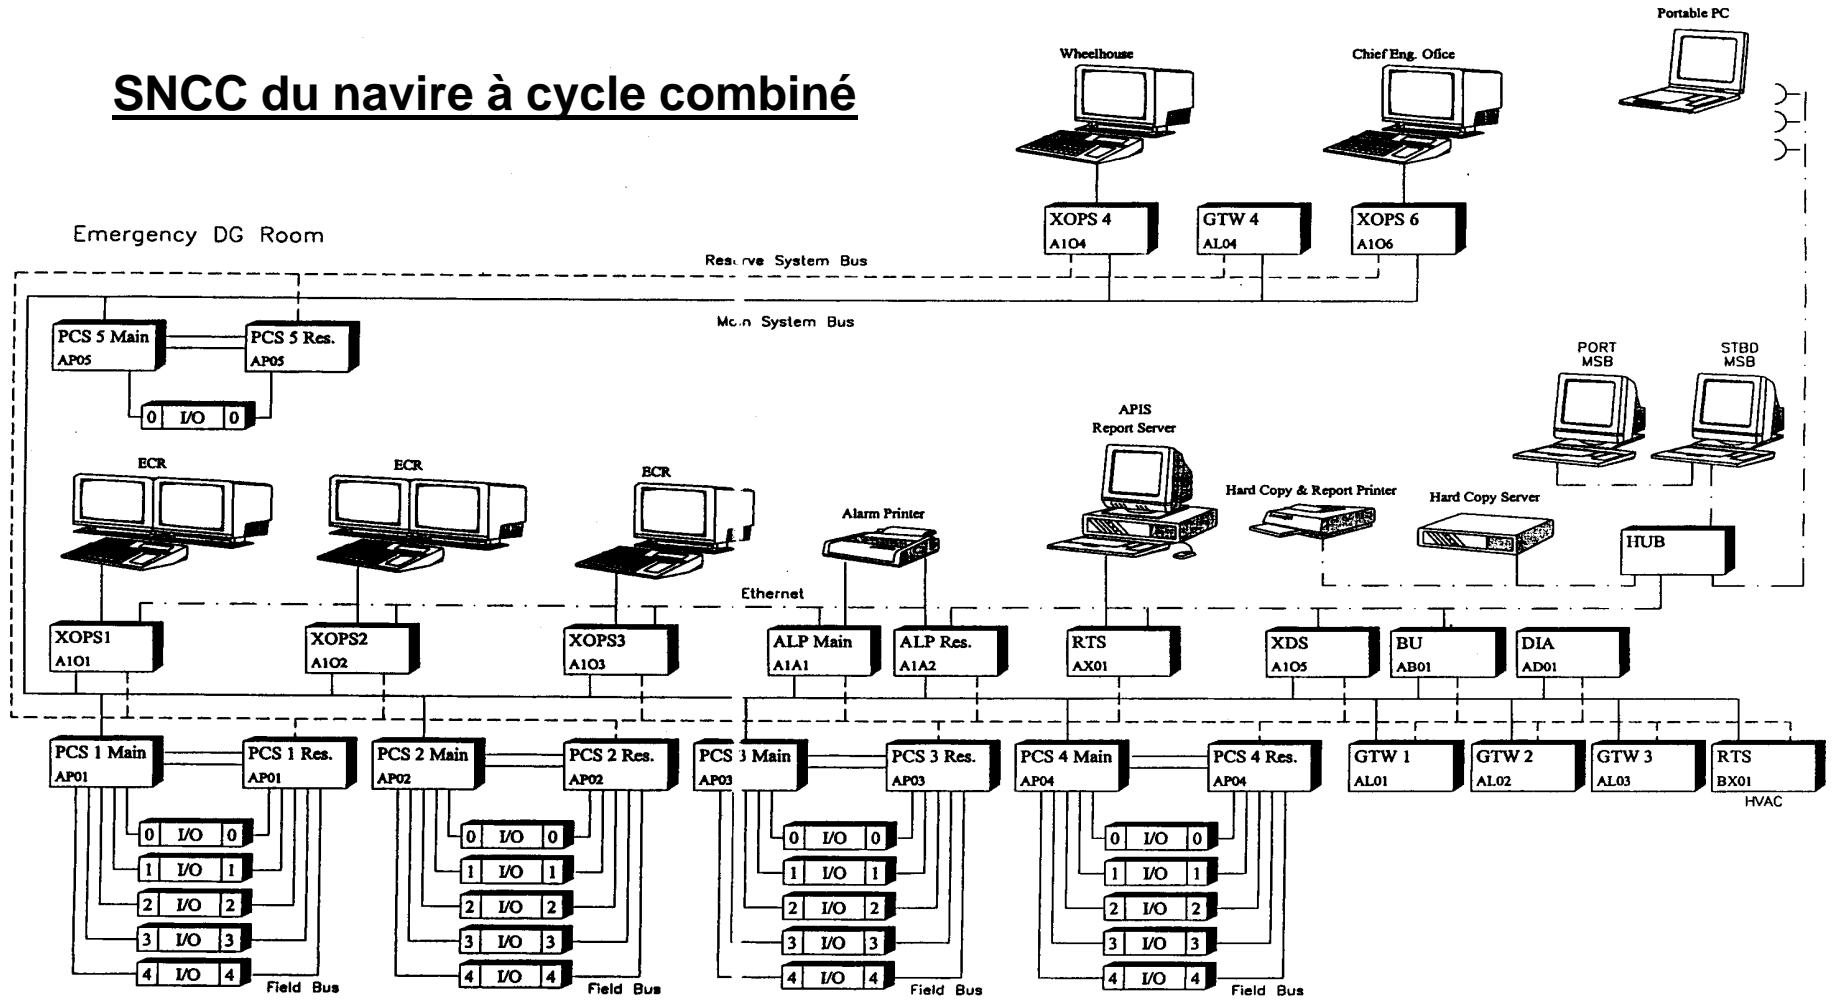 Portable PC
Wheelhouse
Chief Eng. Ofice
SNCC du navire à cycle combiné
XOPS 4
A1O4
GTW 4
AL04
XOPS 6
A1O6
Emergency DG Room
Reserve System Bus
Main System Bus
PCS 5 Main
AP05
PCS 5 Res.
AP05
PORT
MSB
STBD
MSB
0 I/O 0
APIS
Report Server
ECR
ECR
ECR
Alarm Printer
Hard Copy & Report Printer
Hard Copy Server
HUB
Ethernet
XOPS1
A1O1
XOPS2
A1O2
XOPS3
A1O3
ALP Main
A1A1
ALP Res.
A1A2
RTS
AX01
XDS
A1O5
BU
AB01
DIA
AD01
PCS 1 Main
AP01
PCS 1 Res.
AP01
PCS 2 Main
AP02
PCS 2 Res.
AP02
PCS 3 Main
AP03
PCS 3 Res.
AP03
PCS 4 Main
AP04
PCS 4 Res.
AP04
GTW 1
AL01
GTW 2
AL02
GTW 3
AL03
RTS
BX01
HVAC
0 I/O 0
1 I/O 1
2 I/O 2
3 I/O 3
4 I/O 4
Field Bus
0 I/O 0
1 I/O 1
2 I/O 2
3 I/O 3
4 I/O 4
Field Bus
0 I/O 0
1 I/O 1
2 I/O 2
3 I/O 3
4 I/O 4
Field Bus
0 I/O 0
1 I/O 1
2 I/O 2
3 I/O 3
4 I/O 4
Field Bus